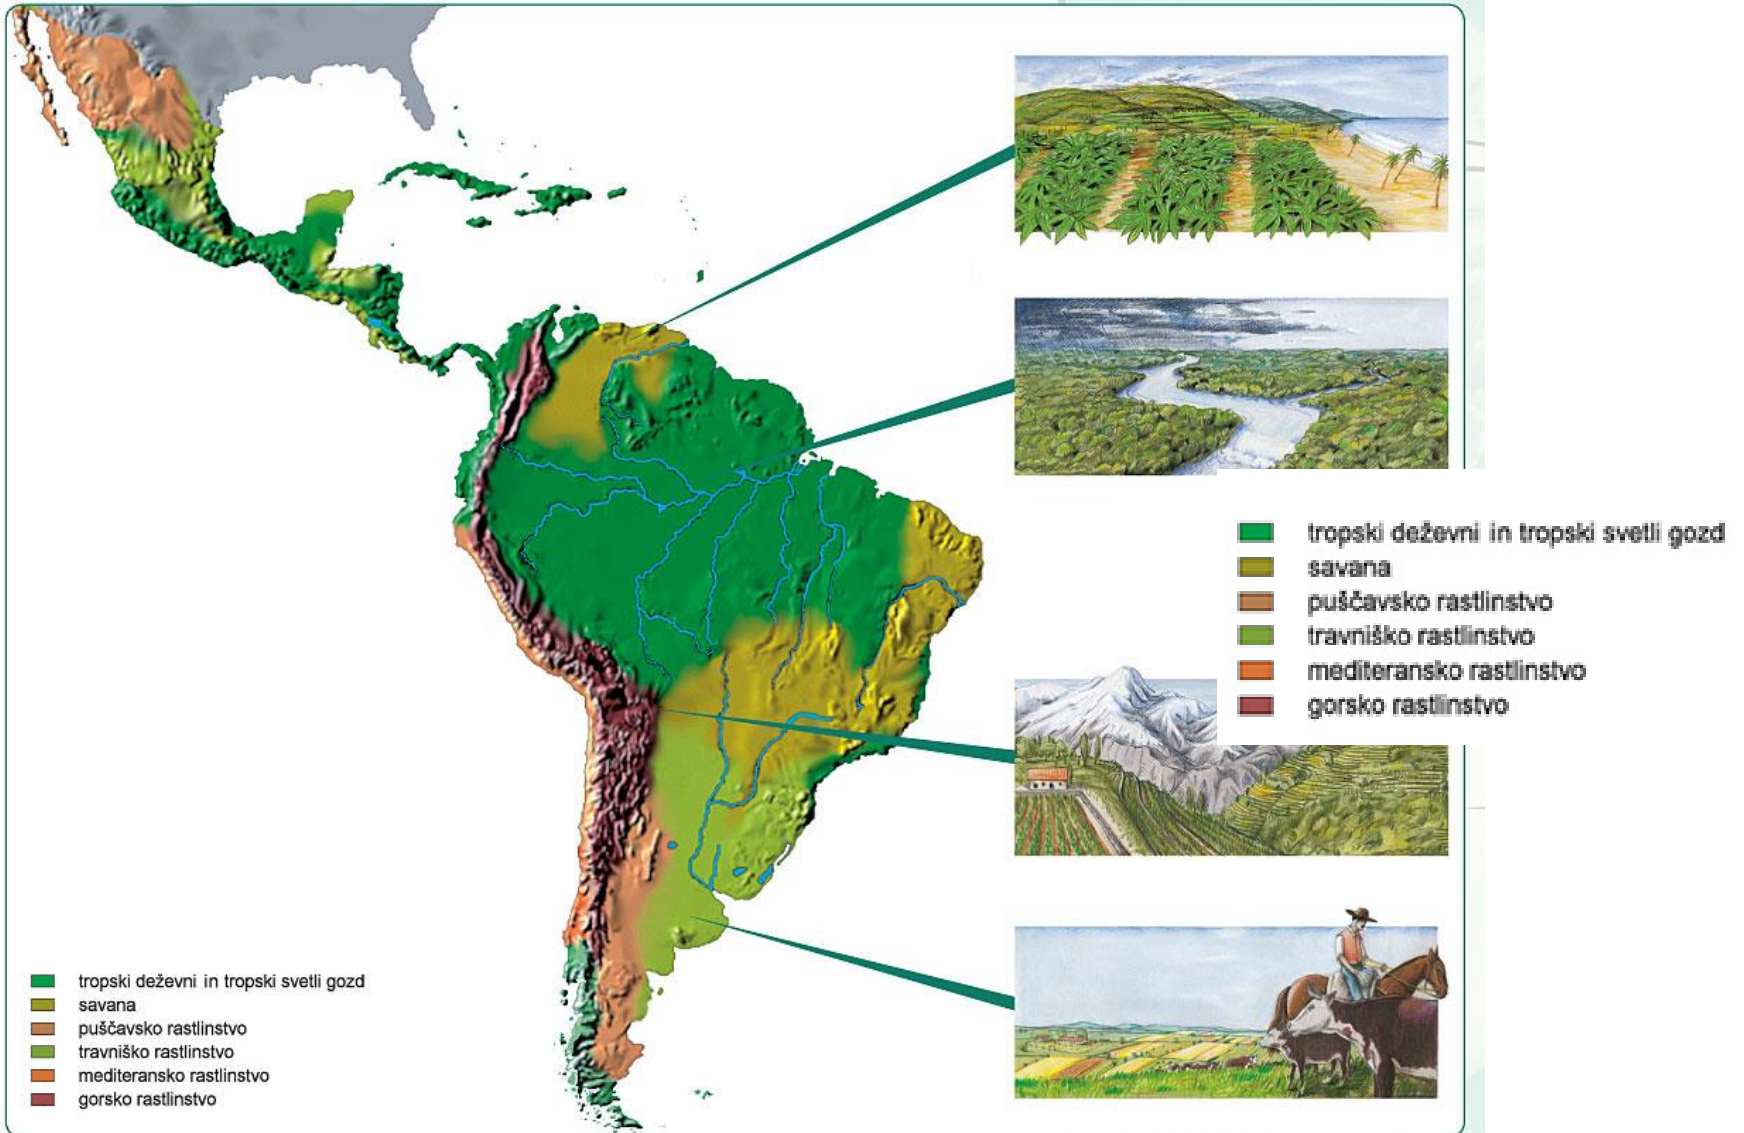 tropski deževni in tropski svetli gozd
savana
puščavsko rastlinstvo
travniško rastlinstvo
mediteransko rastlinstvo
gorsko rastlinstvo
tropski deževni in tropski svetli gozd
savana
puščavsko rastlinstvo
travniško rastlinstvo
mediteransko rastlinstvo
gorsko rastlinstvo